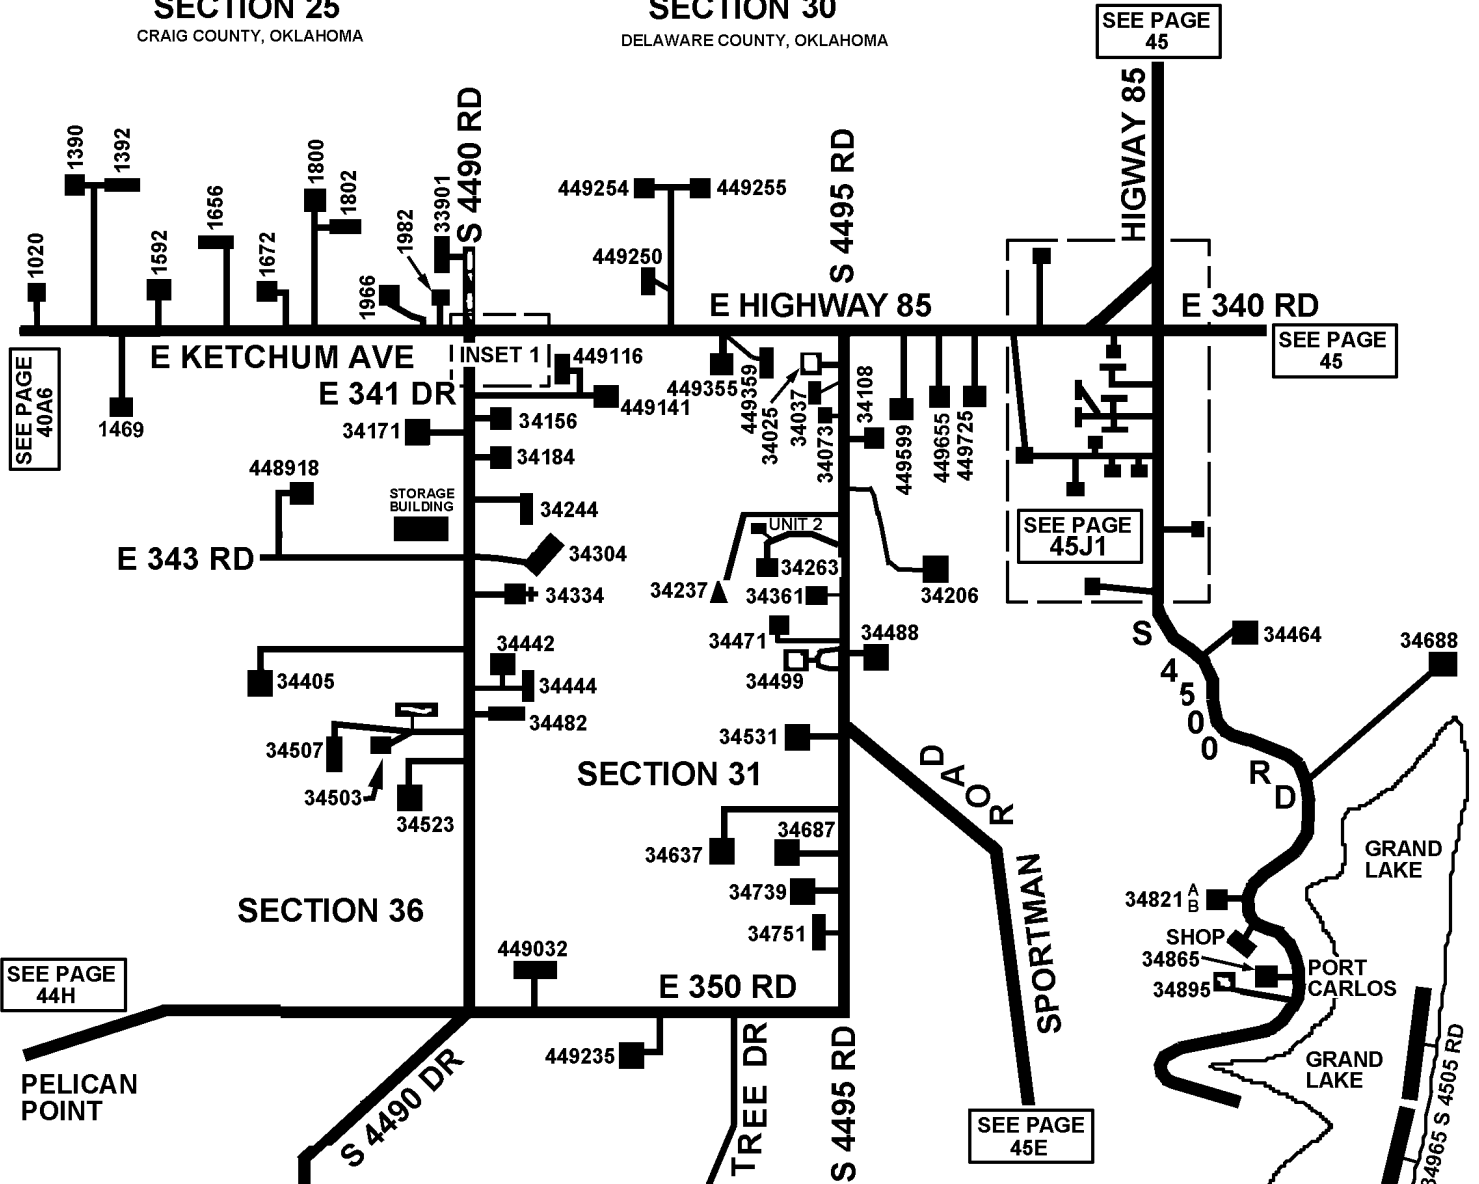 SECTION 25
CRAIG COUNTY, OKLAHOMA
SECTION 30
DELAWARE COUNTY, OKLAHOMA
SEE PAGE
45
HIGWAY 85
S 4490 RD
S 4495 RD
1390
1392
1800
1802
1656
1020
1592
1672
1966
1982
33901
449254
449255
449250
E HIGHWAY 85
E 340 RD
SEE PAGE
45
SEE PAGE
40A6
E KETCHUM AVE
INSET 1
E 341 DR
1469
449116
449141
449355
449359
34025
34037
34073
34108
449599
449655
449725
34171
34156
34184
448918
STORAGE
BUILDING
34244
E 343 RD
34304
34334
UNIT 2
34263
34237
34361
34206
SEE PAGE
45J1
34471
34488
34499
34442
34444
34405
34482
34507
34503
34523
34531
SECTION 31
S 4500 RD
34464
34688
ROAD
SPORTMAN
34637
34687
34739
34751
GRAND
LAKE
SECTION 36
34821 A
B
SHOP
34865
34895
PORT
CARLOS
449032
E 350 RD
SEE PAGE
44H
449235
PELICAN
POINT
S 4490 DR
TREE DR
S 4495 RD
SEE PAGE
45E
GRAND
LAKE
34965 S 4505 RD